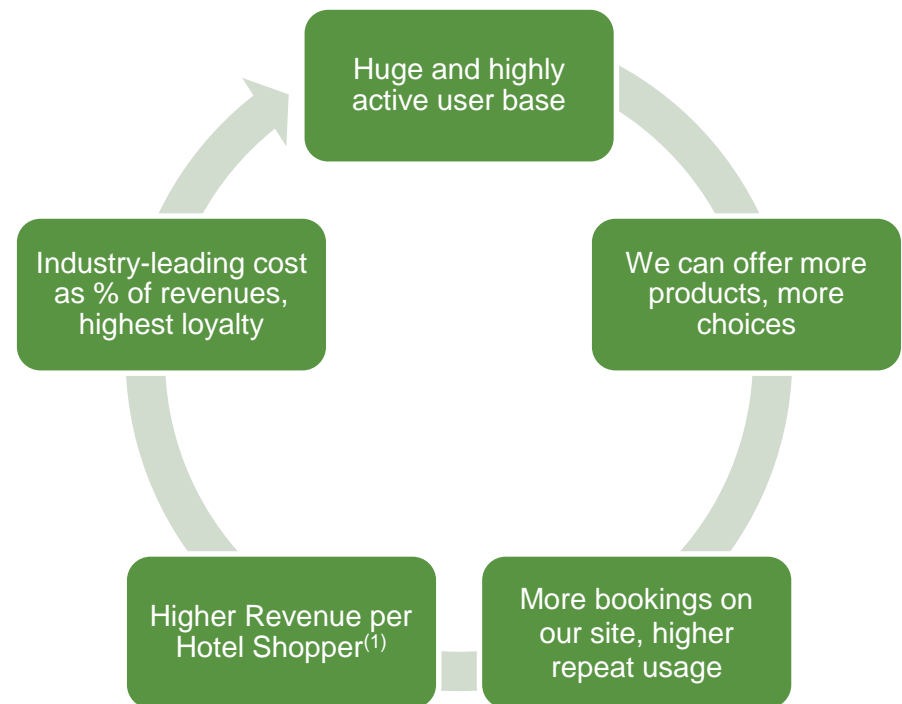 Huge and highly
active user base
We can offer more
products, more
choices
More bookings on
our site, higher
repeat usage
Higher Revenue per
Hotel Shopper(1)
Industry-leading cost
as % of revenues,
highest loyalty